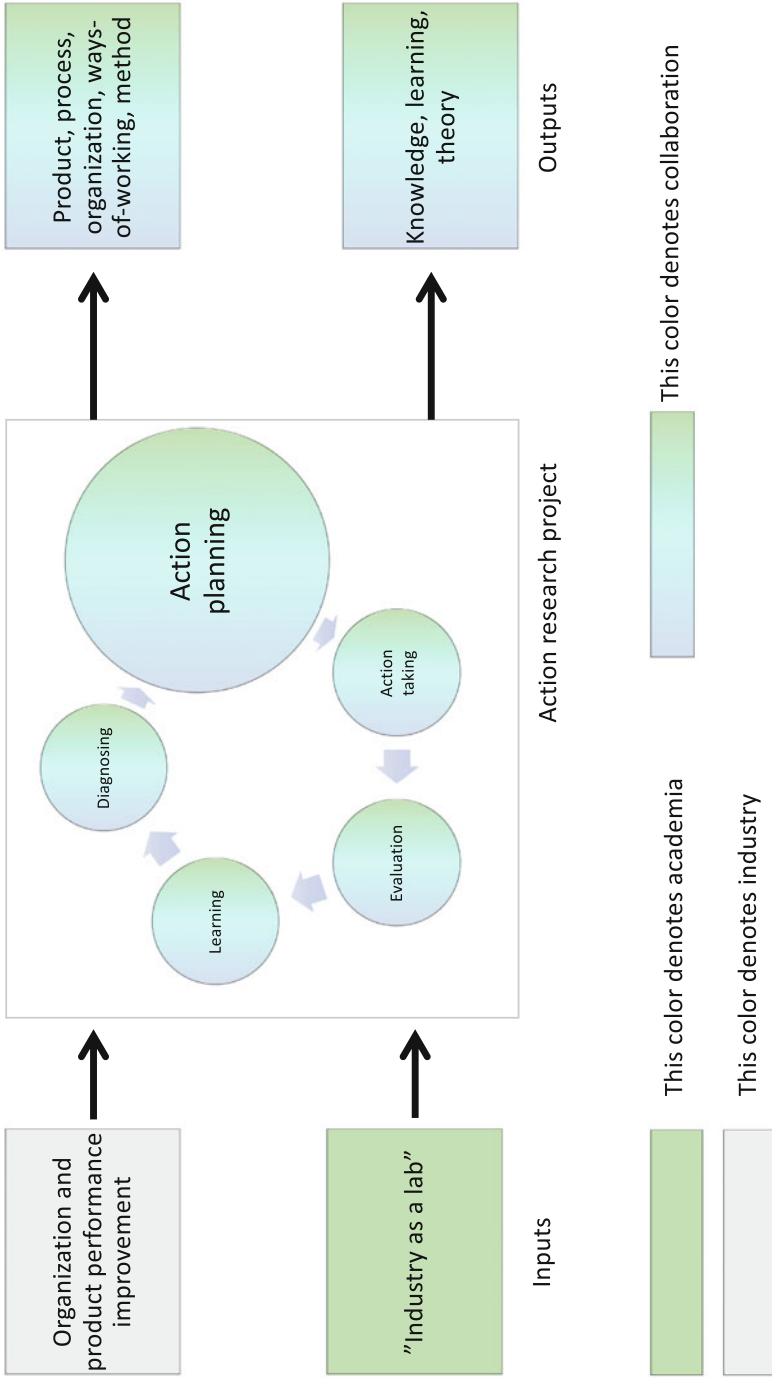 Organization and
product performance
improvement
”Industry as a lab”
Inputs
Diagnosing
Action
planning
Action
taking
Evaluation
Learning
Action research project
Product, process,
organization, ways-
of-working, method
Knowledge, learning,
theory
Outputs
This color denotes academia
This color denotes industry
This color denotes collaboration